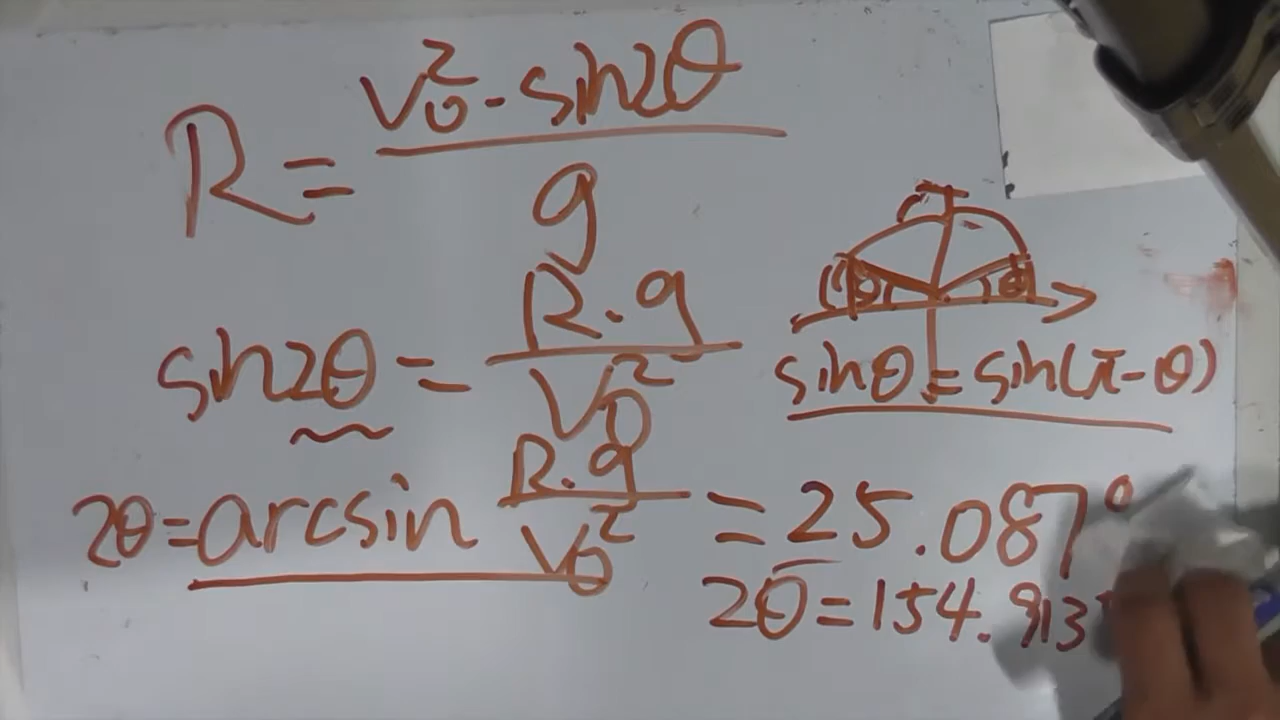 R = V₀² · sin2θ / g
sin2θ = R·g / V₀²
sinθ = sin(π-θ)
2θ = arcsin R·g / V₀² = 25.087°
2θ = 154.913°